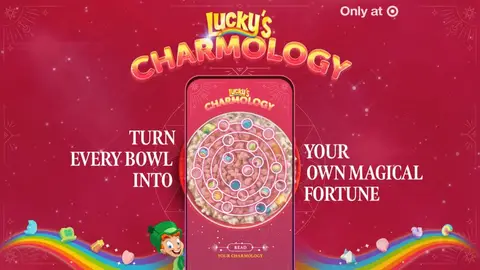 Only at
Lucky's
CHARMOLOGY
Lucky's
CHARMOLOGY
TURN
EVERY BOWL
INTO
YOUR
OWN MAGICAL
FORTUNE
READ
YOUR CHARMOLOGY